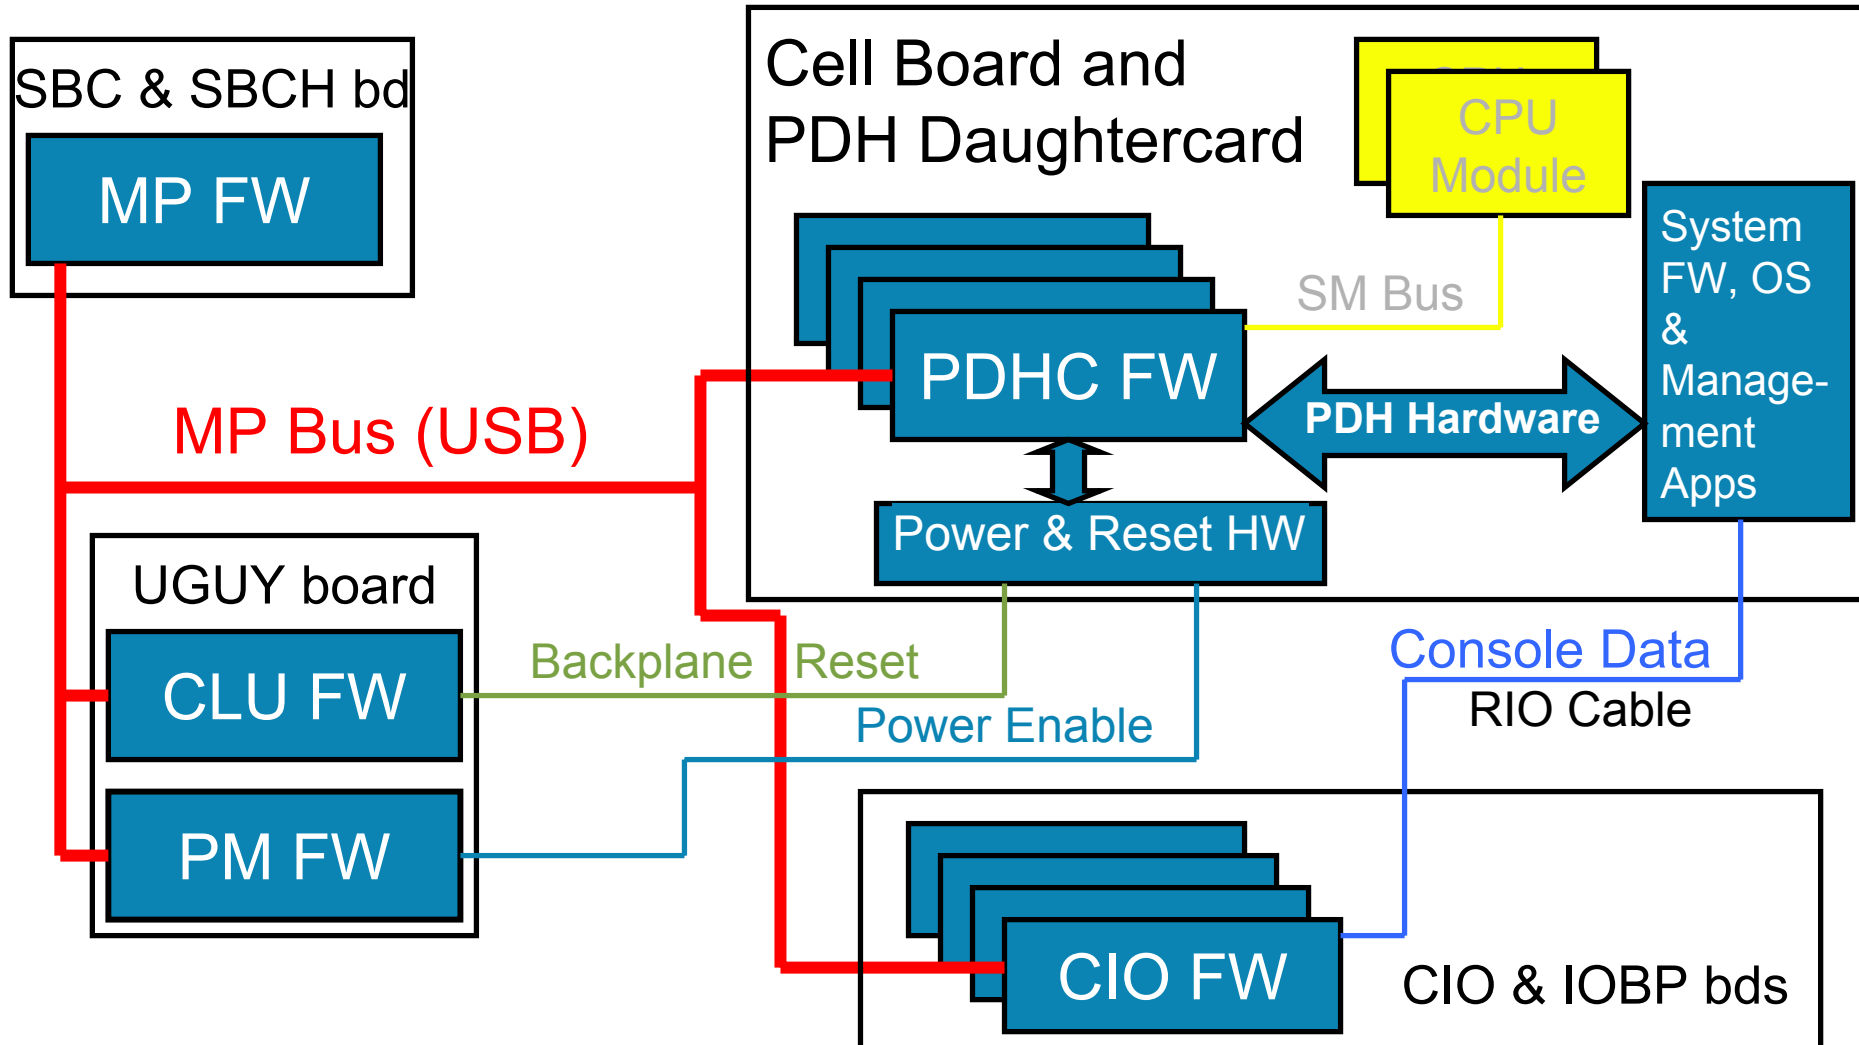 SBC & SBCH bd
MP FW
Cell Board and
PDH Daughtercard
CPU
Module
System
FW, OS
&
Manage-
ment
Apps
SM Bus
PDHC FW
PDH Hardware
MP Bus (USB)
Power & Reset HW
UGUY board
CLU FW
PM FW
Backplane Reset
Power Enable
Console Data
RIO Cable
CIO FW
CIO & IOBP bds